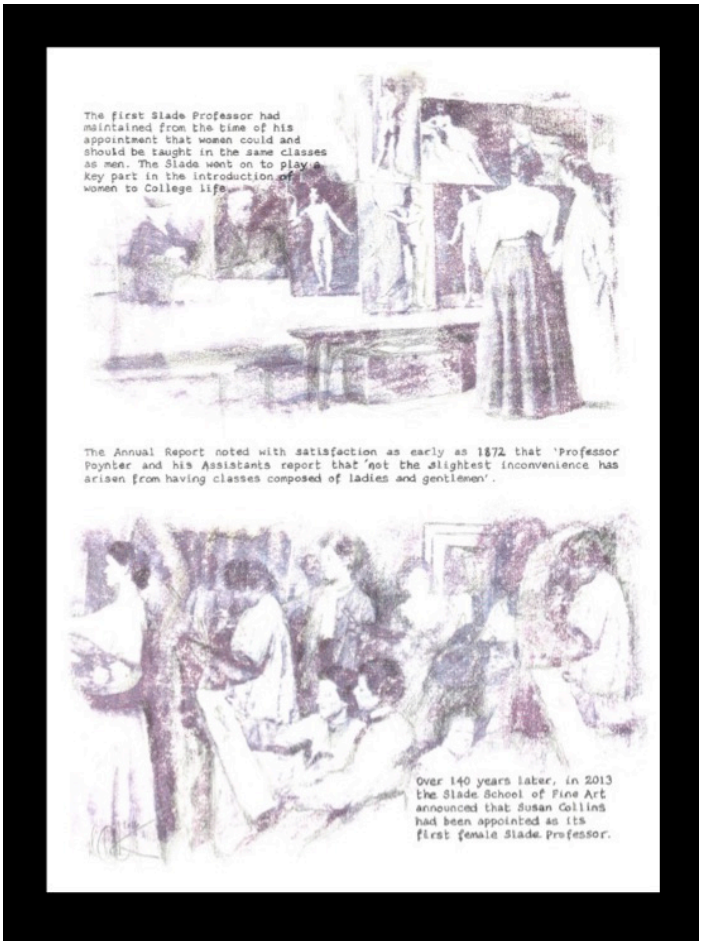 The first Slade Professor had
maintained from the time of his
appointment that women could and
should be taught in the same classes
as men. The Slade went on to play a
key part in the introduction of
women to College life.
The Annual Report noted with satisfaction as early as 1872 that 'Professor
Poynter and his Assistants report that 'not the slightest inconvenience has
arisen from having classes composed of ladies and gentlemen'.
Over 140 years later, in 2013
the Slade School of Fine Art
announced that Susan Collins
had been appointed as its
first female Slade Professor.